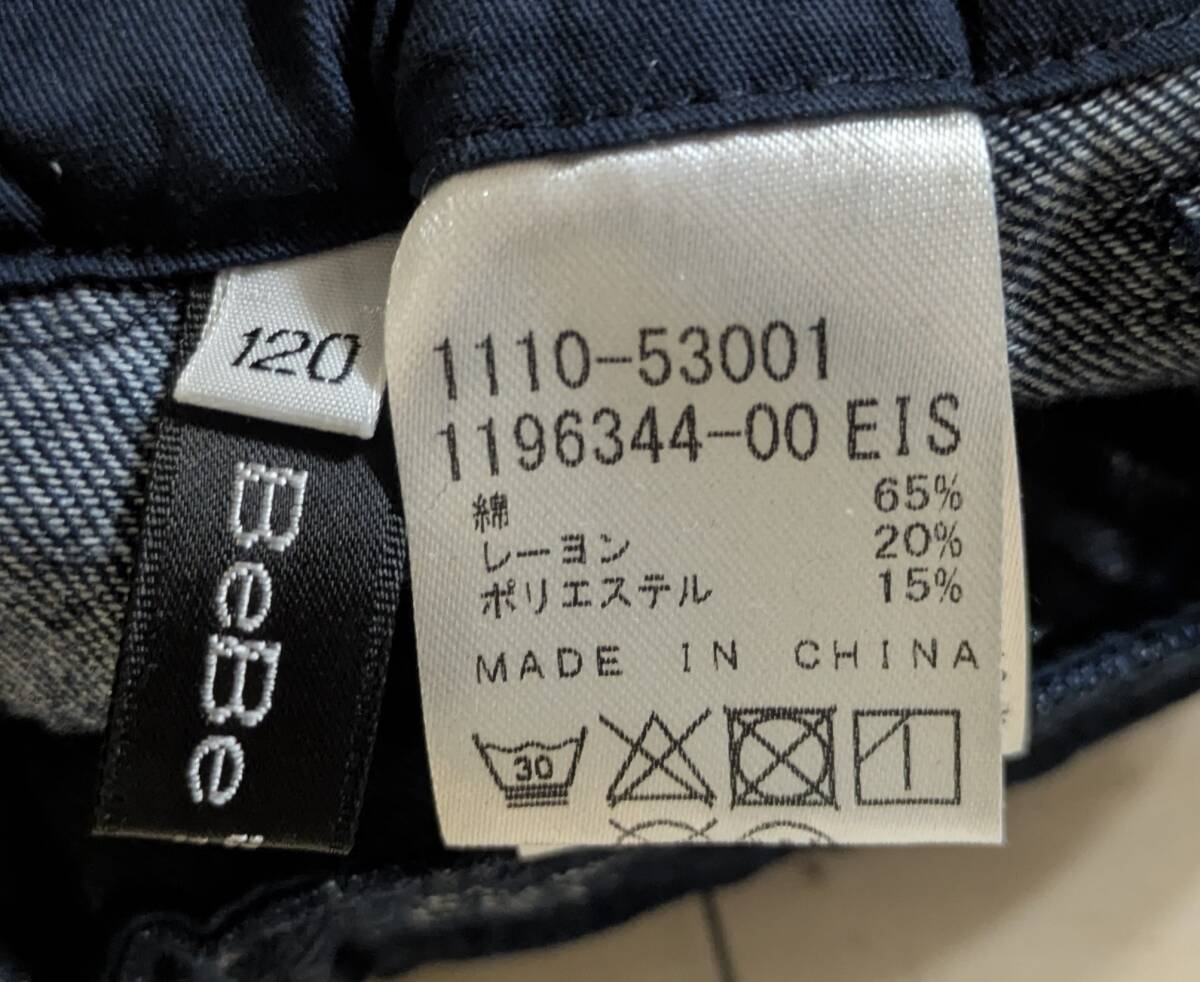 120
BeBe
1110-53001
1196344-00 EIS
綿 65%
レーヨン 20%
ポリエステル 15%
MADE IN CHINA
30